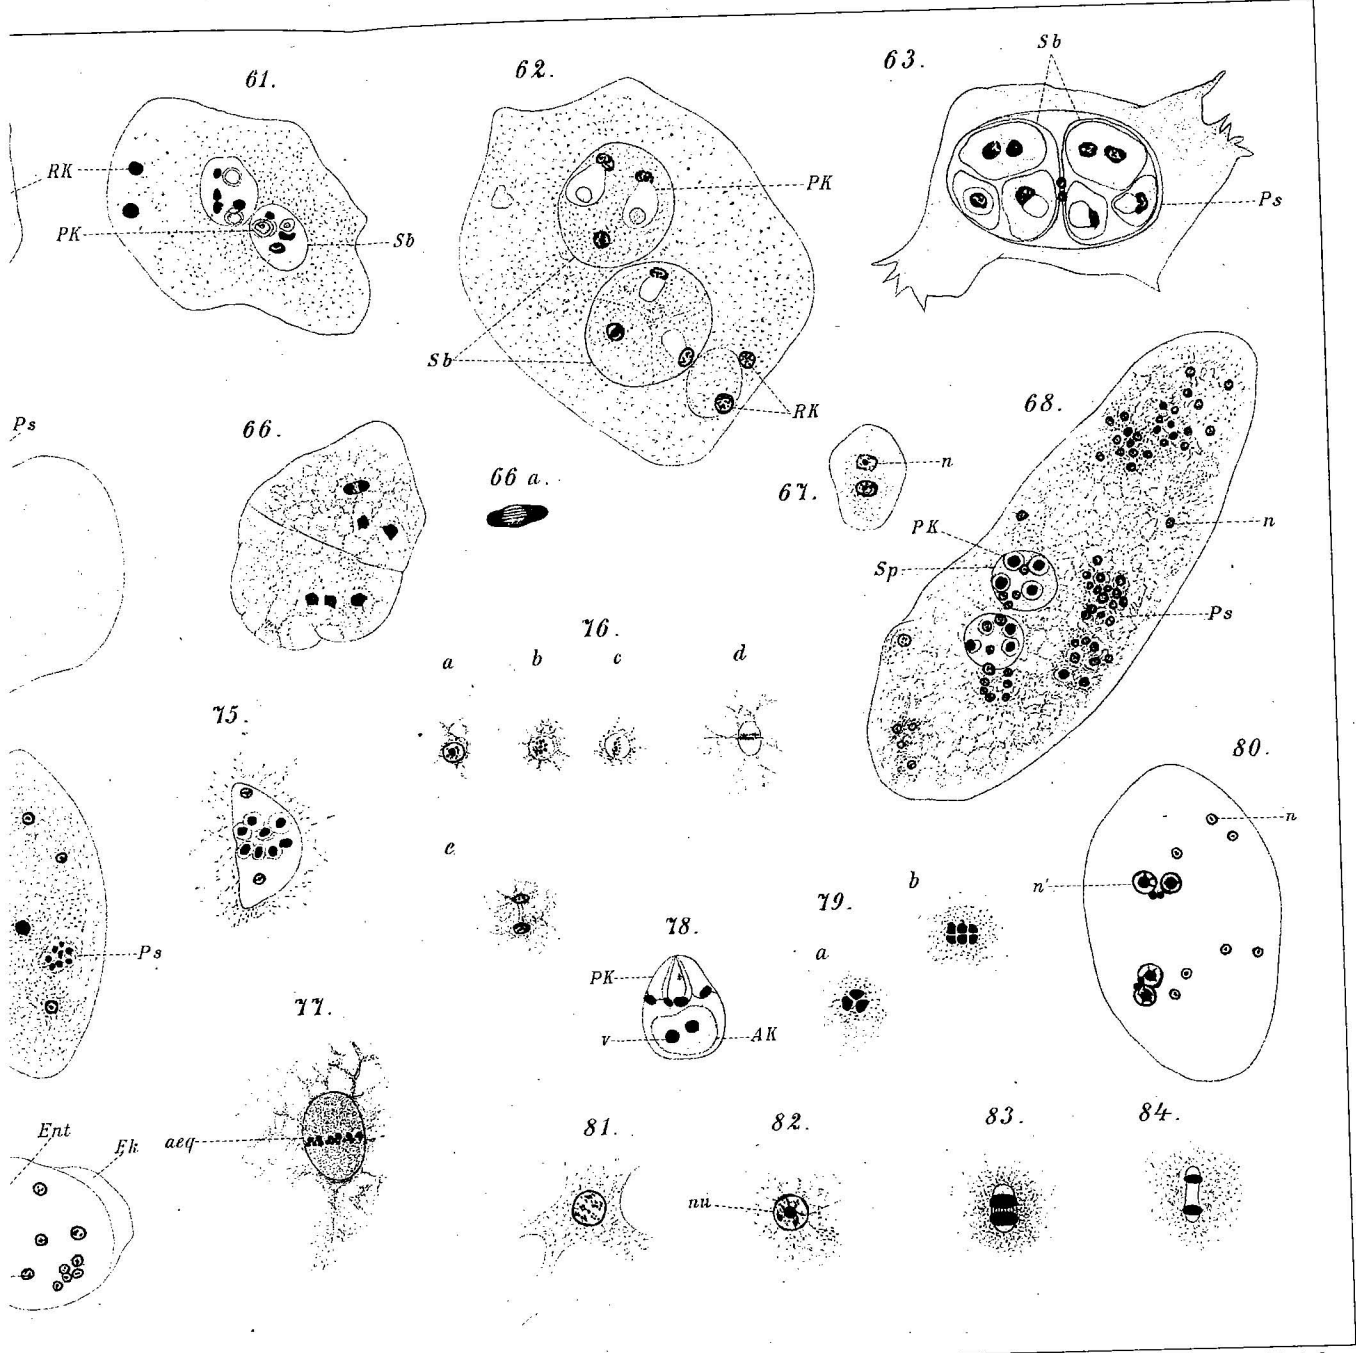 61.
62.
63.
Sb
RK
PK
Sb
PK
Sb
RK
Ps
Ps
66.
66 a.
67.
n
68.
PK
Sp
n
Ps
75.
76.
a
b
c
d
c
Ps
77.
aeq
78.
PK
v
AK
79.
a
b
80.
n
n'
Ent
Ek
81.
82.
nu
83.
84.